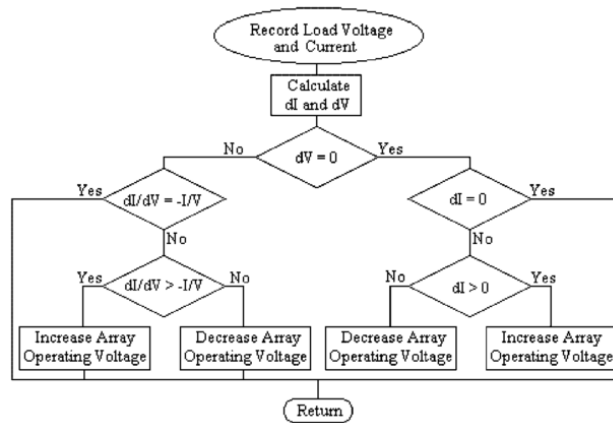 Record Load Voltage
and Current
Calculate
dI and dV
No
dV = 0
Yes
Yes
dI/dV = -I/V
dI = 0
Yes
No
No
Yes
dI/dV > -I/V
No
No
dI > 0
Yes
Increase Array
Operating Voltage
Decrease Array
Operating Voltage
Decrease Array
Operating Voltage
Increase Array
Operating Voltage
Return